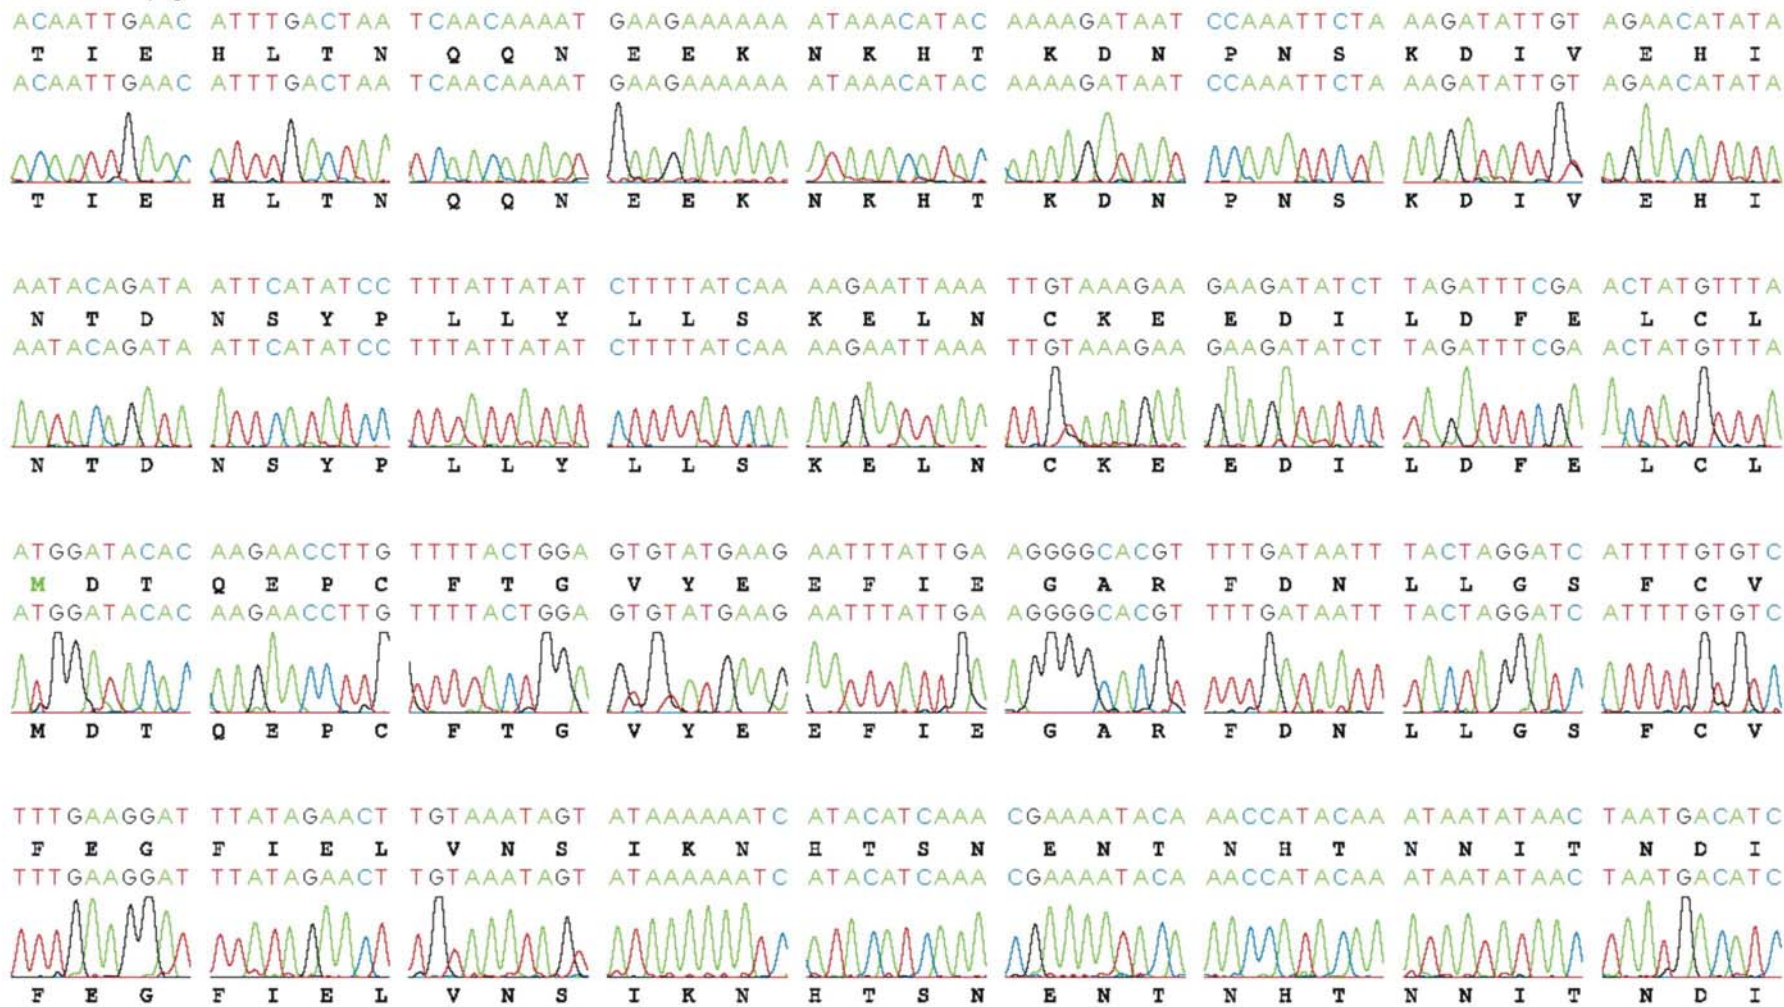 ACAATTGAAC ATTTGACTAA TCAACAAAAT GAAGAAAAAA ATAAACATAC AAAAGATAAT CCAAATTCTA AAGATATTGT AGAACATATA
T I E H L T N Q Q N E E K N K H T K D N P N S K D I V E H I
ACAATTGAAC ATTTGACTAA TCAACAAAAT GAAGAAAAAA ATAAACATAC AAAAGATAAT CCAAATTCTA AAGATATTGT AGAACATATA
T I E H L T N Q Q N E E K N K H T K D N P N S K D I V E H I
AATACAGATA ATTCATATCC TTTATTATAT CTTTTATCAA AAGAATTAAA TTGTAAAGAA GAAGATATCT TAGATTTCGA ACTATGTTTA
N T D N S Y P L L Y L L S K E L N C K E E D I L D F E L C L
AATACAGATA ATTCATATCC TTTATTATAT CTTTTATCAA AAGAATTAAA TTGTAAAGAA GAAGATATCT TAGATTTCGA ACTATGTTTA
N T D N S Y P L L Y L L S K E L N C K E E D I L D F E L C L
ATGGATACAC AAGAACCTTG TTTTACTGGA GTGTATGAAG AATTTATTGA AGGGGCACGT TTTGATAATT TACTAGGATC ATTTTGTGTC
M D T Q E P C F T G V Y E E F I E G A R F D N L L G S F C V
ATGGATACAC AAGAACCTTG TTTTACTGGA GTGTATGAAG AATTTATTGA AGGGGCACGT TTTGATAATT TACTAGGATC ATTTTGTGTC
M D T Q E P C F T G V Y E E F I E G A R F D N L L G S F C V
TTTGAAGGAT TTATAGAACT TGTAAATAGT ATAAAAAATC ATACATCAAA CGAAAATACA AACCATACAA ATAATATAAC TAATGACATC
F E G F I E L V N S I K N H T S N E N T N H T N N I T N D I
TTTGAAGGAT TTATAGAACT TGTAAATAGT ATAAAAAATC ATACATCAAA CGAAAATACA AACCATACAA ATAATATAAC TAATGACATC
F E G F I E L V N S I K N H T S N E N T N H T N N I T N D I